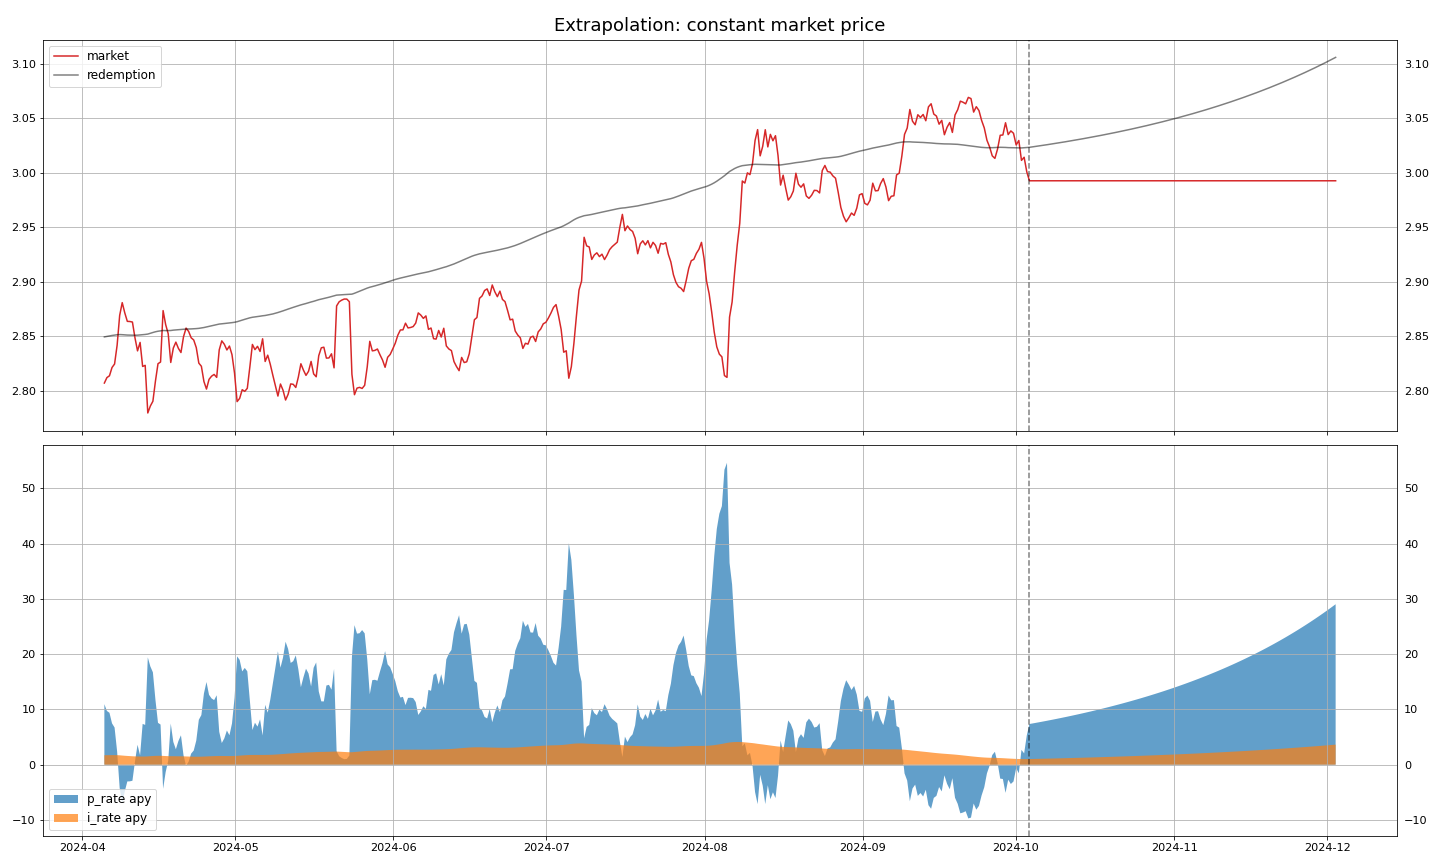 Extrapolation: constant market price
market
redemption
3.10 3.10
3.05 3.05
3.00 3.00
2.95 2.95
2.90 2.90
2.85 2.85
2.80 2.80
50 50
40 40
30 30
20 20
10 10
0 0
−10 −10
p_rate apy
i_rate apy
2024-04 2024-05 2024-06 2024-07 2024-08 2024-09 2024-10 2024-11 2024-12